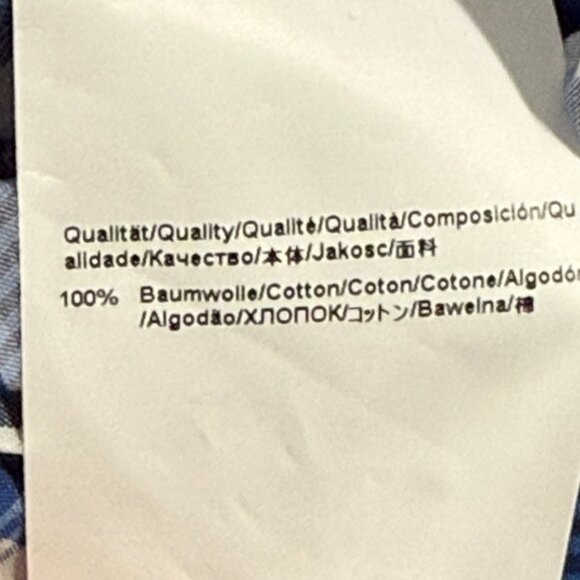 Qualität/Quality/Qualité/Qualità/Composición/Qu
alidade/Качество/本体/Jakosc/面料
100% Baumwolle/Cotton/Coton/Cotone/Algodón
/Algodão/ХЛОПОК/コットン/Bawelna/棉